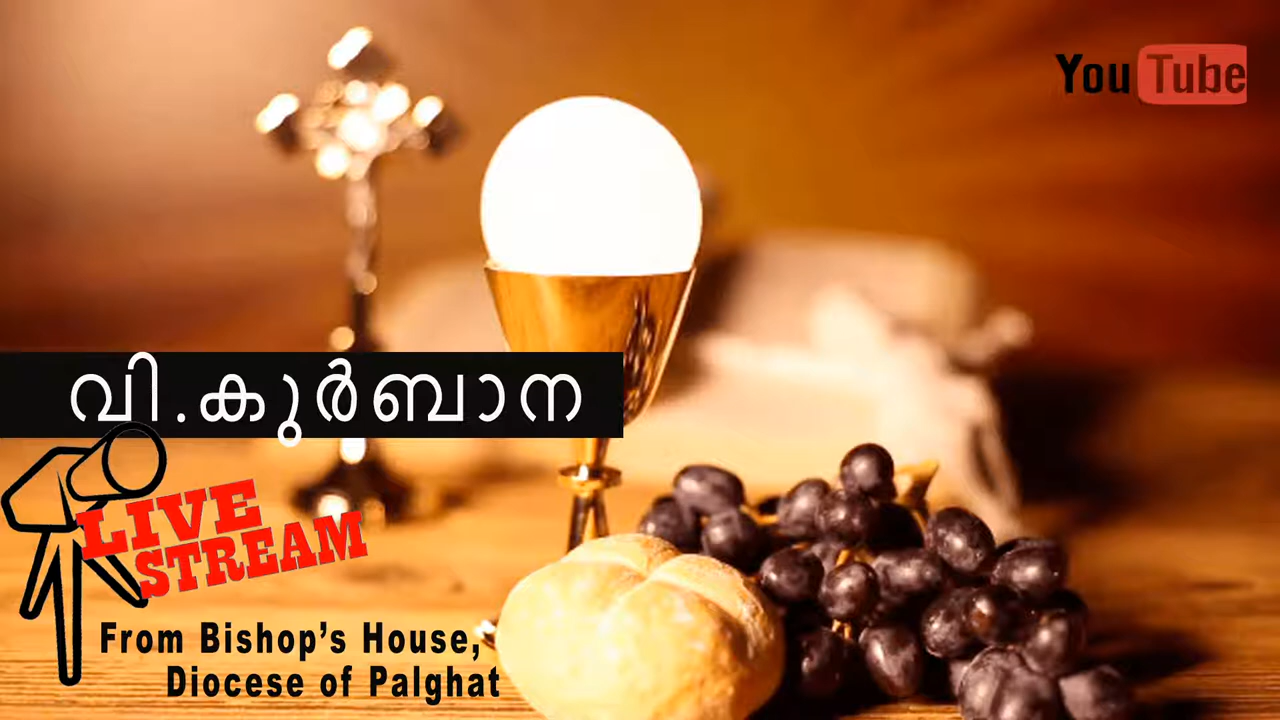 YouTube
വി.കുർബാന
LIVE
STREAM
From Bishop's House,
Diocese of Palghat